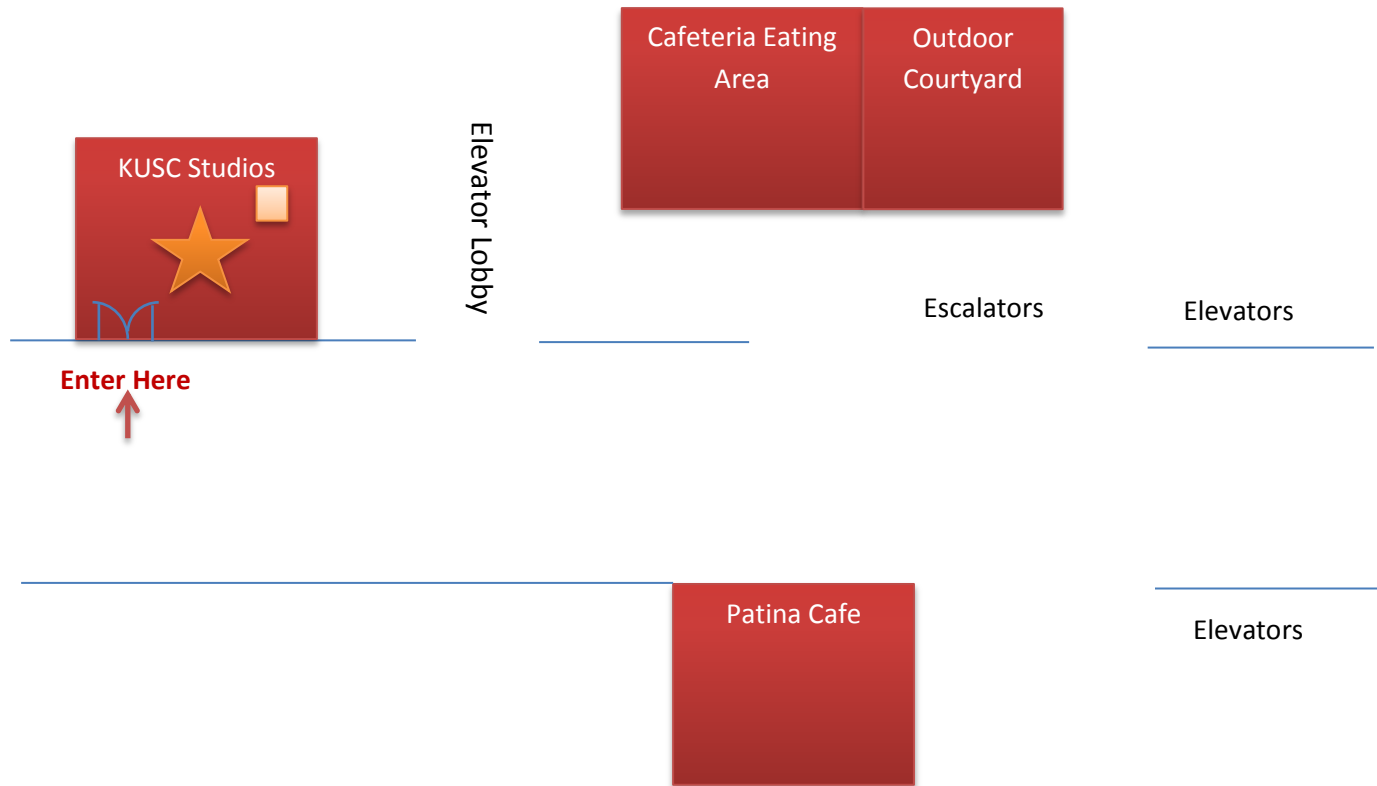 Cafeteria Eating
Area
Outdoor
Courtyard
KUSC Studios
Elevator Lobby
Escalators
Elevators
Enter Here
Patina Cafe
Elevators